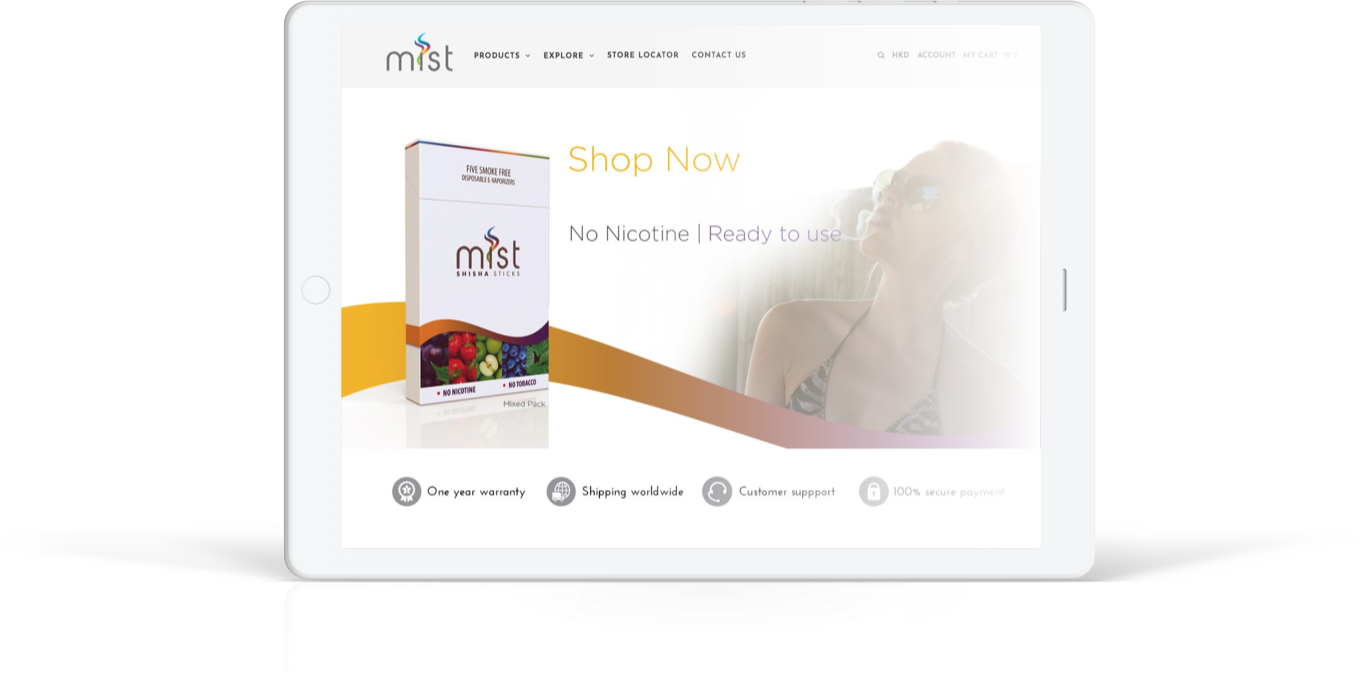 mist PRODUCTS EXPLORE STORE LOCATOR CONTACT US HKD ACCOUNT MY CART
Shop Now
No Nicotine | Ready to use
FIVE SMOKE FREE
DISPOSABLE E-VAPORIZERS
mist
SHISHA STICKS
• NO NICOTINE • NO TOBACCO
Mixed Pack
One year warranty Shipping worldwide Customer suppport 100% secure payment